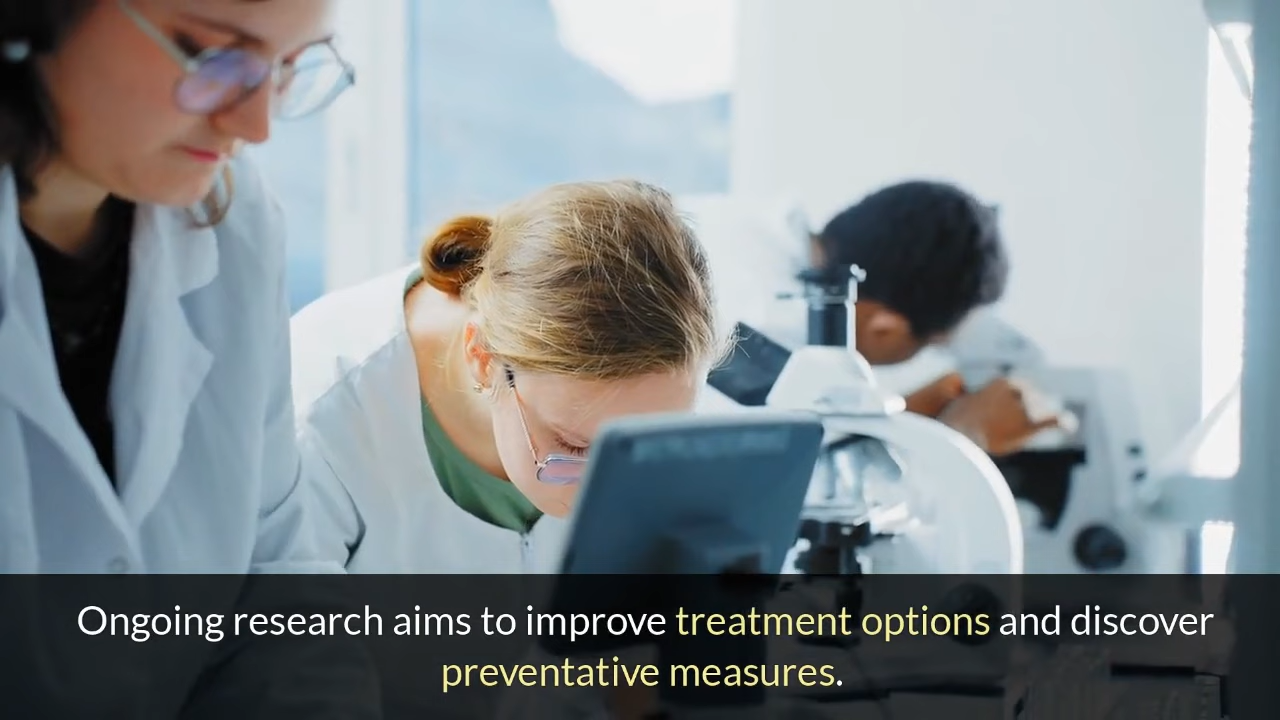 Ongoing research aims to improve treatment options and discover
preventative measures.